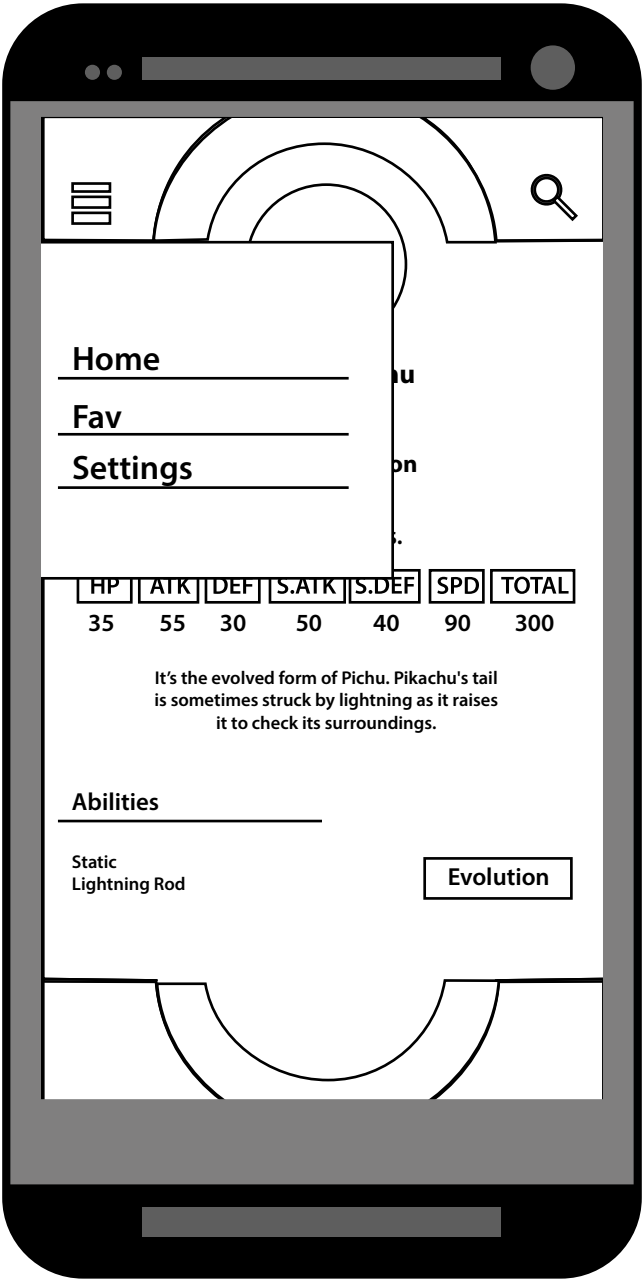 Home
Fav
Settings
HP ATK DEF S.ATK S.DEF SPD TOTAL
35 55 30 50 40 90 300
It’s the evolved form of Pichu. Pikachu's tail
is sometimes struck by lightning as it raises
it to check its surroundings.
Abilities
Static
Lightning Rod
Evolution